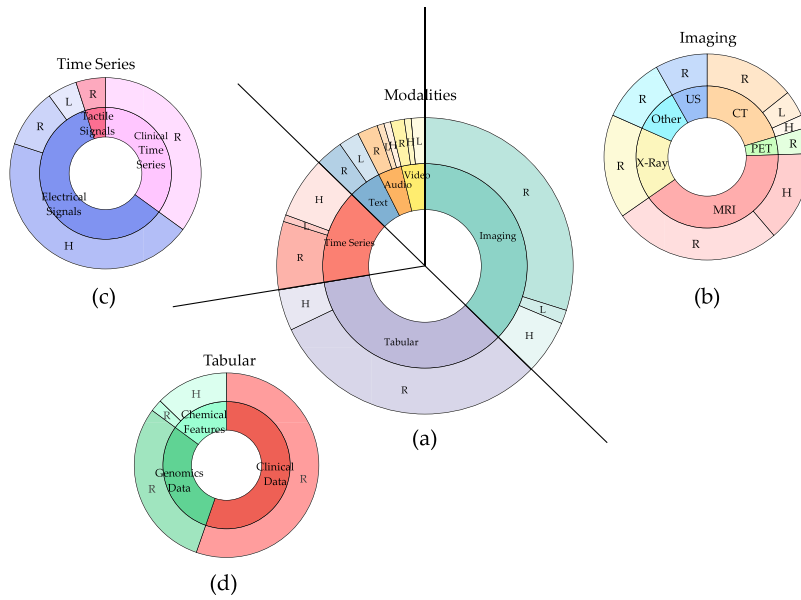 Time Series
R
L
R
H
Tactile
Signals
Clinical
Time
Series
R
Electrical
Signals
(c)
Modalities
R
L
H
Imaging
R
H
Tabular
R
L
H
Time Series
R
L
Text
R
L
H
Audio
R
H
L
Video
(a)
Imaging
R
L
H
CT
R
PET
H
R
MRI
R
X-Ray
R
Other
R
US
(b)
Tabular
R
Clinical
Data
R
Genomics
Data
R
H
Chemical
Features
(d)